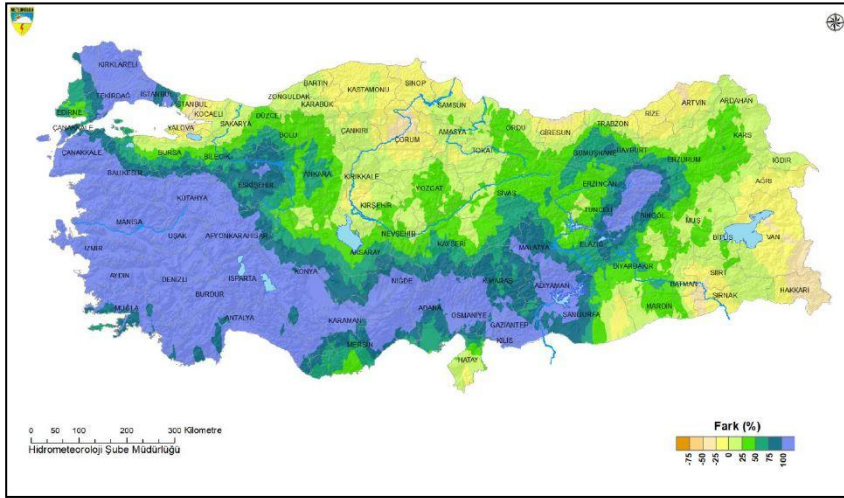 KIRKLARELİ
TEKİRDAĞ
İSTANBUL
EDİRNE
İSTANBUL
KOCAELİ
YALOVA
SAKARYA
DÜZCE
BOLU
ZONGULDAK
BARTIN
KARABÜK
KASTAMONU
SİNOP
SAMSUN
ÇANKIRI
ÇORUM
AMASYA
TOKAT
ORDU
GİRESUN
TRABZON
RİZE
ARTVİN
ARDAHAN
KARS
IĞDIR
AĞRI
ERZURUM
BAYBURT
GÜMÜŞHANE
ERZİNCAN
TUNCELİ
BİNGÖL
MUŞ
BİTLİS
VAN
HAKKARİ
ŞIRNAK
SİİRT
BATMAN
MARDİN
DİYARBAKIR
ELAZIĞ
MALATYA
ADIYAMAN
ŞANLIURFA
GAZİANTEP
KİLİS
HATAY
OSMANİYE
K.MARAŞ
ADANA
MERSİN
NİĞDE
KAYSERİ
SİVAS
YOZGAT
NEVŞEHİR
KIRŞEHİR
KIRIKKALE
ANKARA
AKSARAY
KONYA
KARAMAN
ANTALYA
ISPARTA
BURDUR
DENİZLİ
MUĞLA
AYDIN
İZMİR
MANİSA
UŞAK
AFYONKARAHİSAR
KÜTAHYA
ESKİŞEHİR
BİLECİK
BURSA
BALIKESİR
ÇANAKKALE
ÇANAKKALE
0 50 100 200 300 Kilometre
Hidrometeoroloji Şube Müdürlüğü
Fark (%)
-75 -50 -25 0 25 50 75 100